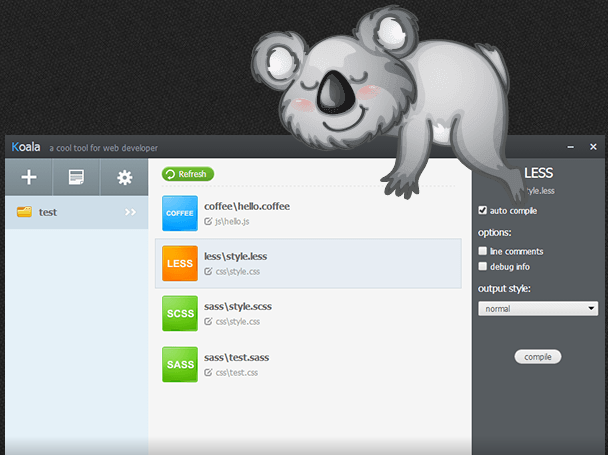 Koala a cool tool for web developer
test
Refresh
COFFEE
coffee\hello.coffee
js\hello.js
LESS
less\style.less
css\style.css
SCSS
sass\style.scss
css\style.css
SASS
sass\test.sass
css\test.css
LESS
tyle.less
auto compile
options:
line comments
debug info
output style:
normal
compile